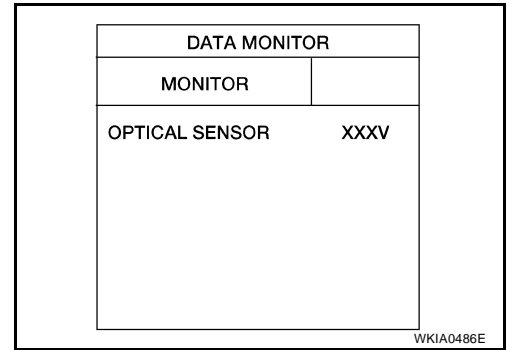 DATA MONITOR
MONITOR
OPTICAL SENSOR XXXV
WKIA0486E